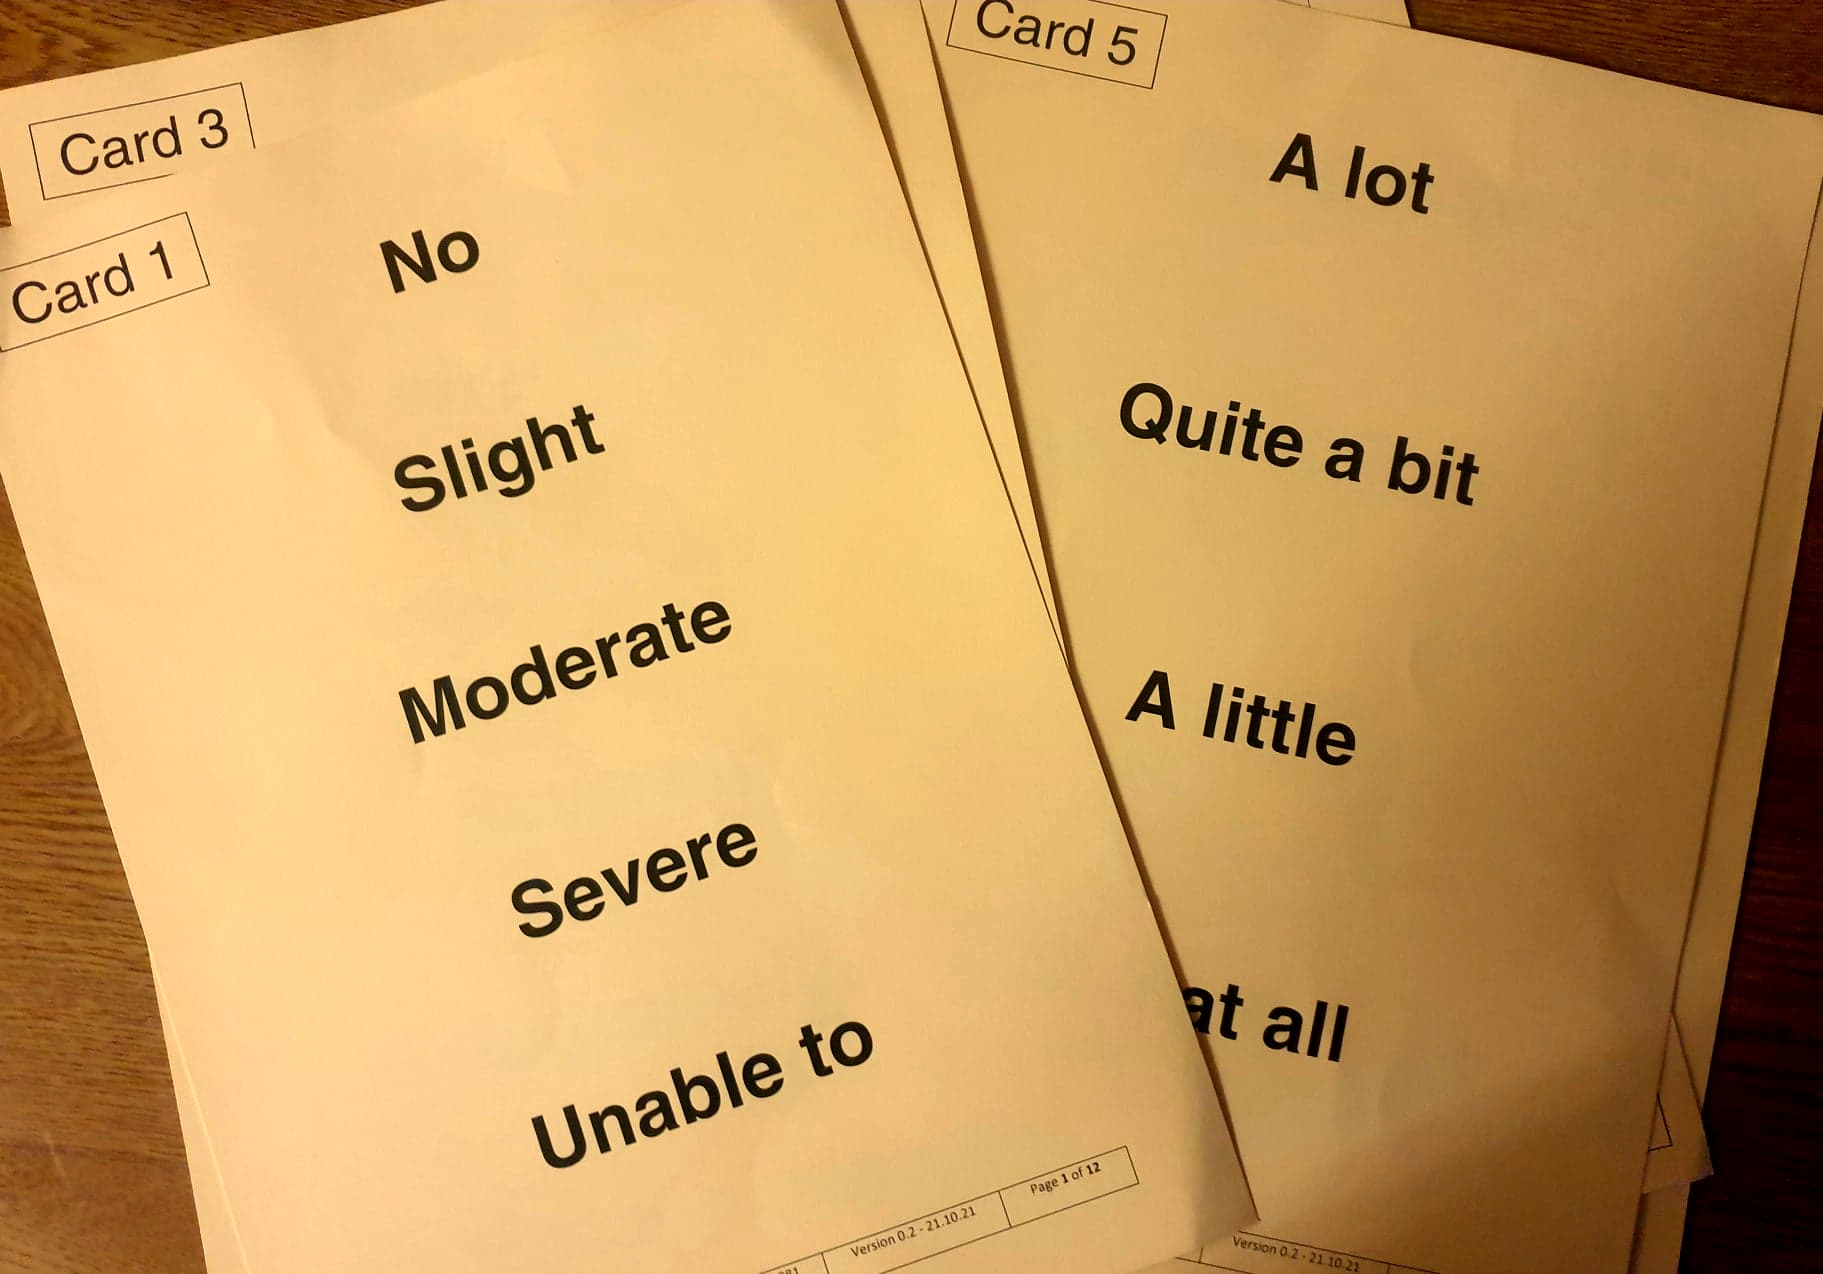 Card 3
Card 1
No
Slight
Moderate
Severe
Unable to
Version 0.2 - 21.10.21
Page 1 of 12
Card 5
A lot
Quite a bit
A little
at all
Version 0.2 - 21.10.21